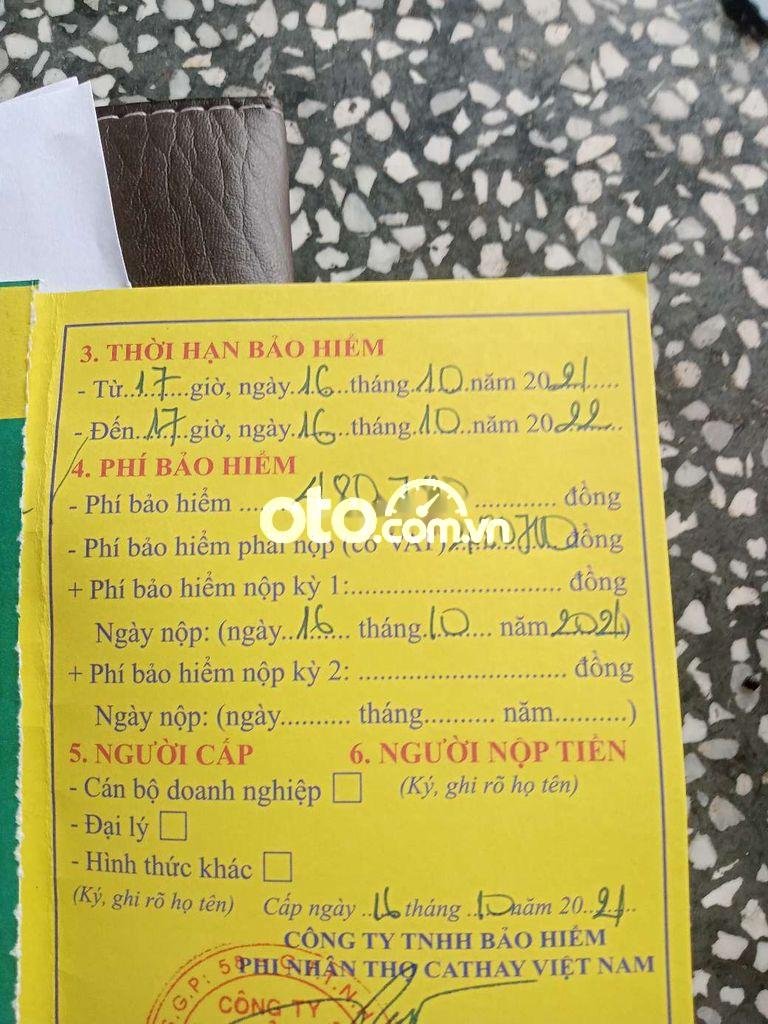 3. THỜI HẠN BẢO HIỂM
- Từ..17...giờ, ngày.16..tháng.10.năm 2021.....
- Đến..17..giờ, ngày.16..tháng.10..năm 2022...
4. PHÍ BẢO HIỂM
- Phí bảo hiểm ............ đồng
oto.com.vn
- Phí bảo hiểm phải nộp (có VAT) đồng
+ Phí bảo hiểm nộp kỳ 1:............................ đồng
Ngày nộp: (ngày..16...... tháng.10.... năm.2021.)
+ Phí bảo hiểm nộp kỳ 2: ............................ đồng
Ngày nộp: (ngày.......... tháng.......... năm..........)
5. NGƯỜI CẤP 6. NGƯỜI NỘP TIỀN
- Cán bộ doanh nghiệp (Ký, ghi rõ họ tên)
- Đại lý
- Hình thức khác
(Ký, ghi rõ họ tên) Cấp ngày ..16 tháng ..10năm 20..21..
CÔNG TY TNHH BẢO HIỂM
PHI NHÂN THỌ CATHAY VIỆT NAM
CÔNG TY